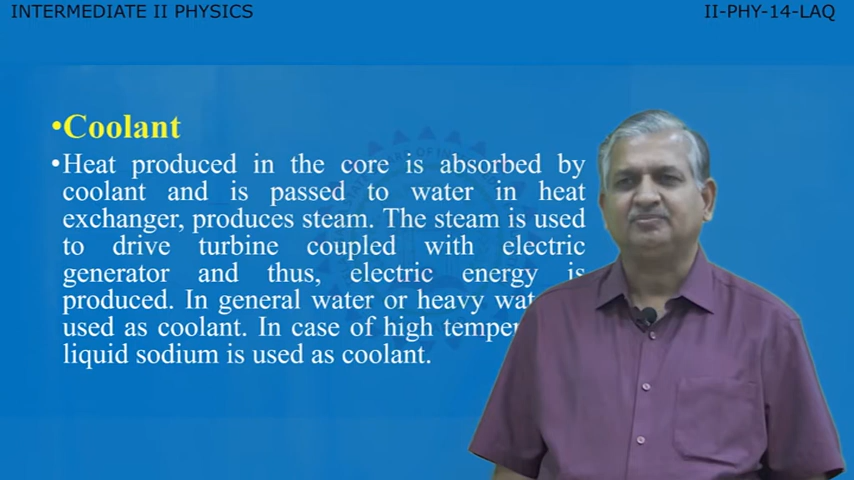 INTERMEDIATE II PHYSICS
II-PHY-14-LAQ
•Coolant
•Heat produced in the core is absorbed by
coolant and is passed to water in heat
exchanger, produces steam. The steam is used
to drive turbine coupled with electric
generator and thus, electric energy is
produced. In general water or heavy
used as coolant. In case of high
liquid sodium is used as coolant.